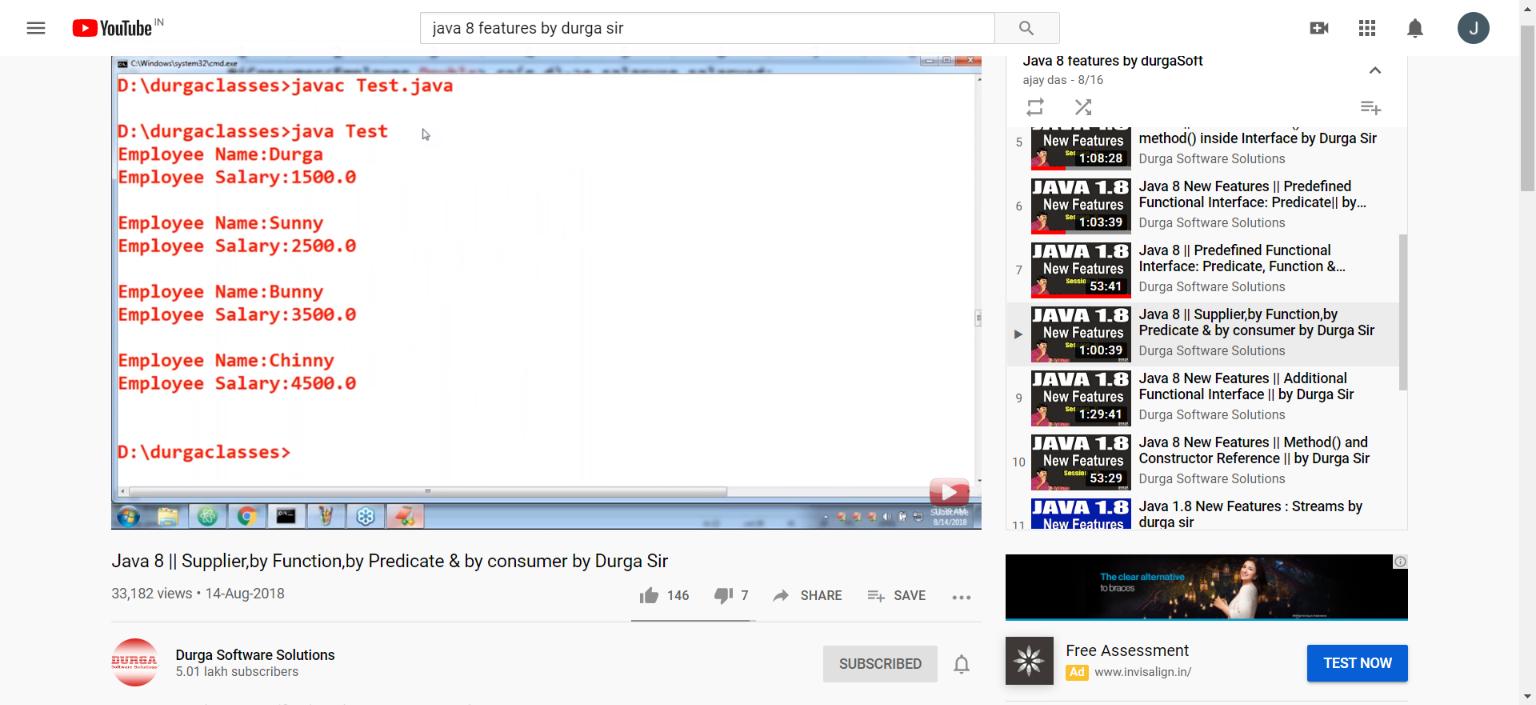 YouTube IN
java 8 features by durga sir
J
C:\Windows\system32\cmd.exe
D:\durgaclasses>javac Test.java
D:\durgaclasses>java Test
Employee Name:Durga
Employee Salary:1500.0
Employee Name:Sunny
Employee Salary:2500.0
Employee Name:Bunny
Employee Salary:3500.0
Employee Name:Chinny
Employee Salary:4500.0
D:\durgaclasses>
8/14/2018
Java 8 || Supplier,by Function,by Predicate & by consumer by Durga Sir
33,182 views • 14-Aug-2018
146
7
SHARE
SAVE
DURGA
Software Solutions
Durga Software Solutions
5.01 lakh subscribers
SUBSCRIBED
Java 8 features by durgaSoft
ajay das - 8/16
5
New Features
1:08:28
method() inside Interface by Durga Sir
Durga Software Solutions
6
JAVA 1.8
New Features
1:03:39
Java 8 New Features || Predefined
Functional Interface: Predicate|| by...
Durga Software Solutions
7
JAVA 1.8
New Features
53:41
Java 8 || Predefined Functional
Interface: Predicate, Function &...
Durga Software Solutions
JAVA 1.8
New Features
1:00:39
Java 8 || Supplier,by Function,by
Predicate & by consumer by Durga Sir
Durga Software Solutions
9
JAVA 1.8
New Features
1:29:41
Java 8 New Features || Additional
Functional Interface || by Durga Sir
Durga Software Solutions
10
JAVA 1.8
New Features
53:29
Java 8 New Features || Method() and
Constructor Reference || by Durga Sir
Durga Software Solutions
11
JAVA 1.8
New Features
Java 1.8 New Features : Streams by
durga sir
The clear alternative
to braces
Free Assessment
Ad www.invisalign.in/
TEST NOW